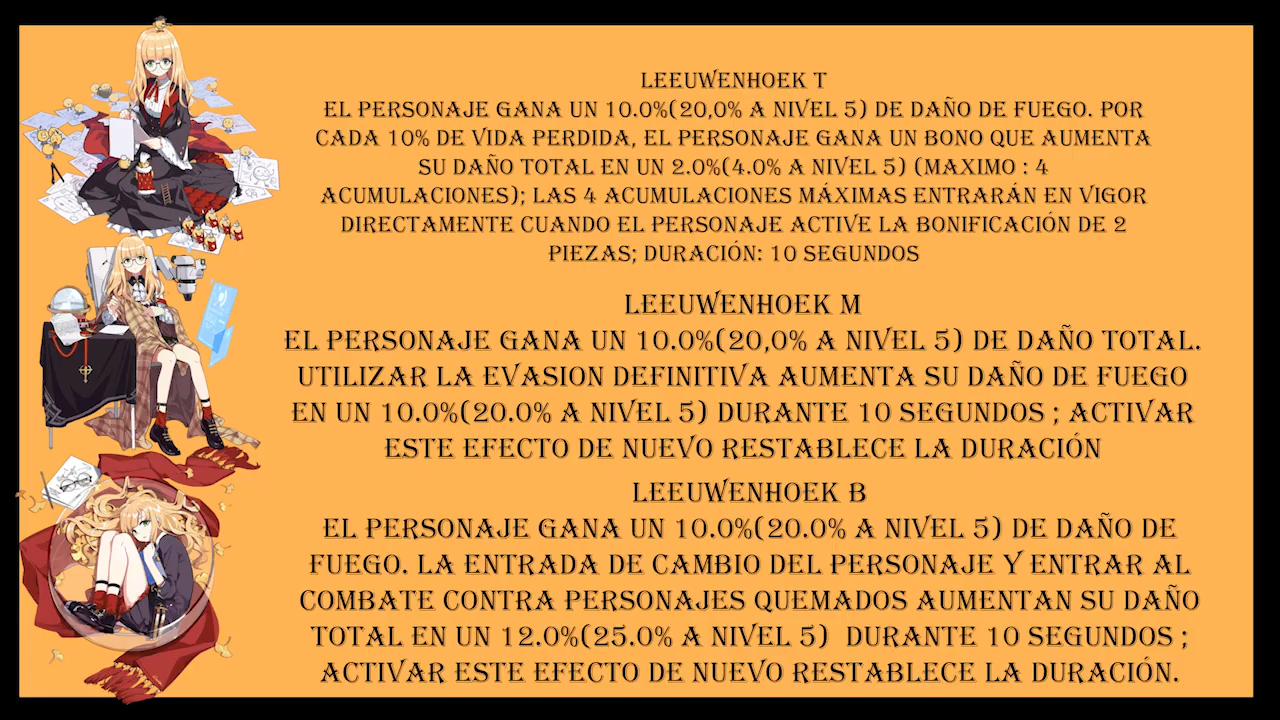 LEEUWENHOEK T
EL PERSONAJE GANA UN 10.0%(20,0% A NIVEL 5) DE DAÑO DE FUEGO. POR
CADA 10% DE VIDA PERDIDA, EL PERSONAJE GANA UN BONO QUE AUMENTA
SU DAÑO TOTAL EN UN 2.0%(4.0% A NIVEL 5) (MAXIMO : 4
ACUMULACIONES); LAS 4 ACUMULACIONES MÁXIMAS ENTRARÁN EN VIGOR
DIRECTAMENTE CUANDO EL PERSONAJE ACTIVE LA BONIFICACIÓN DE 2
PIEZAS; DURACIÓN: 10 SEGUNDOS
LEEUWENHOEK M
EL PERSONAJE GANA UN 10.0%(20,0% A NIVEL 5) DE DAÑO TOTAL.
UTILIZAR LA EVASION DEFINITIVA AUMENTA SU DAÑO DE FUEGO
EN UN 10.0%(20.0% A NIVEL 5) DURANTE 10 SEGUNDOS ; ACTIVAR
ESTE EFECTO DE NUEVO RESTABLECE LA DURACIÓN
LEEUWENHOEK B
EL PERSONAJE GANA UN 10.0%(20.0% A NIVEL 5) DE DAÑO DE
FUEGO. LA ENTRADA DE CAMBIO DEL PERSONAJE Y ENTRAR AL
COMBATE CONTRA PERSONAJES QUEMADOS AUMENTAN SU DAÑO
TOTAL EN UN 12.0%(25.0% A NIVEL 5)  DURANTE 10 SEGUNDOS ;
ACTIVAR ESTE EFECTO DE NUEVO RESTABLECE LA DURACIÓN.